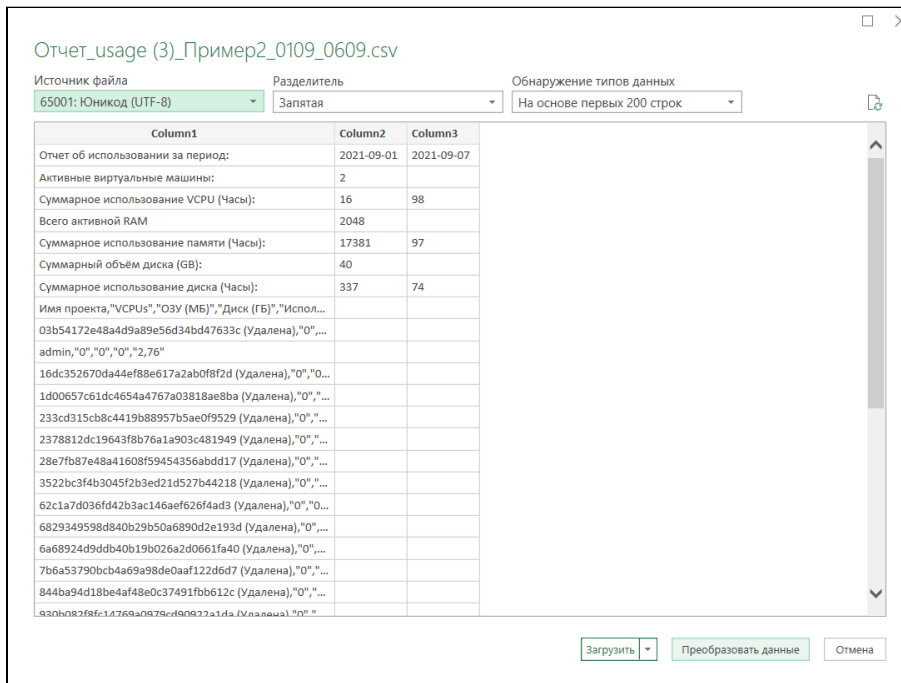 Отчет_usage (3)_Пример2_0109_0609.csv
Источник файла Разделитель Обнаружение типов данных
65001: Юникод (UTF-8) Запятая На основе первых 200 строк
Column1 Column2 Column3
Отчет об использовании за период: 2021-09-01 2021-09-07
Активные виртуальные машины: 2
Суммарное использование VCPU (Часы): 16 98
Всего активной RAM 2048
Суммарное использование памяти (Часы): 17381 97
Суммарный объём диска (GB): 40
Суммарное использование диска (Часы): 337 74
Имя проекта,"VCPUs","ОЗУ (МБ)","Диск (ГБ)","Испол...
03b54172e48a4d9a89e56d34bd47633c (Удалена),"0",...
admin,"0","0","0","2,76"
16dc352670da44ef88e617a2ab0f8f2d (Удалена),"0","0...
1d00657c61dc4654a4767a03818ae8ba (Удалена),"0","...
233cd315cb8c4419b88957b5ae0f9529 (Удалена),"0","...
2378812dc19643f8b76a1a903c481949 (Удалена),"0","...
28e7fb87e48a41608f59454356abdd17 (Удалена),"0","...
3522bc3f4b3045f2b3ed21d527b44218 (Удалена),"0","...
62c1a7d036fd42b3ac146aef626f4ad3 (Удалена),"0","0...
6829349598d840b29b50a6890d2e193d (Удалена),"0",...
6a68924d9ddb40b19b026a2d0661fa40 (Удалена),"0",...
7b6a53790bcb4a69a98de0aaf122d6d7 (Удалена),"0","...
844ba94d18be4af48e0c37491fbb612c (Удалена),"0","...
930b082f8fc14769a0979cd90922a1da (Удалена),"0","...
Загрузить Преобразовать данные Отмена